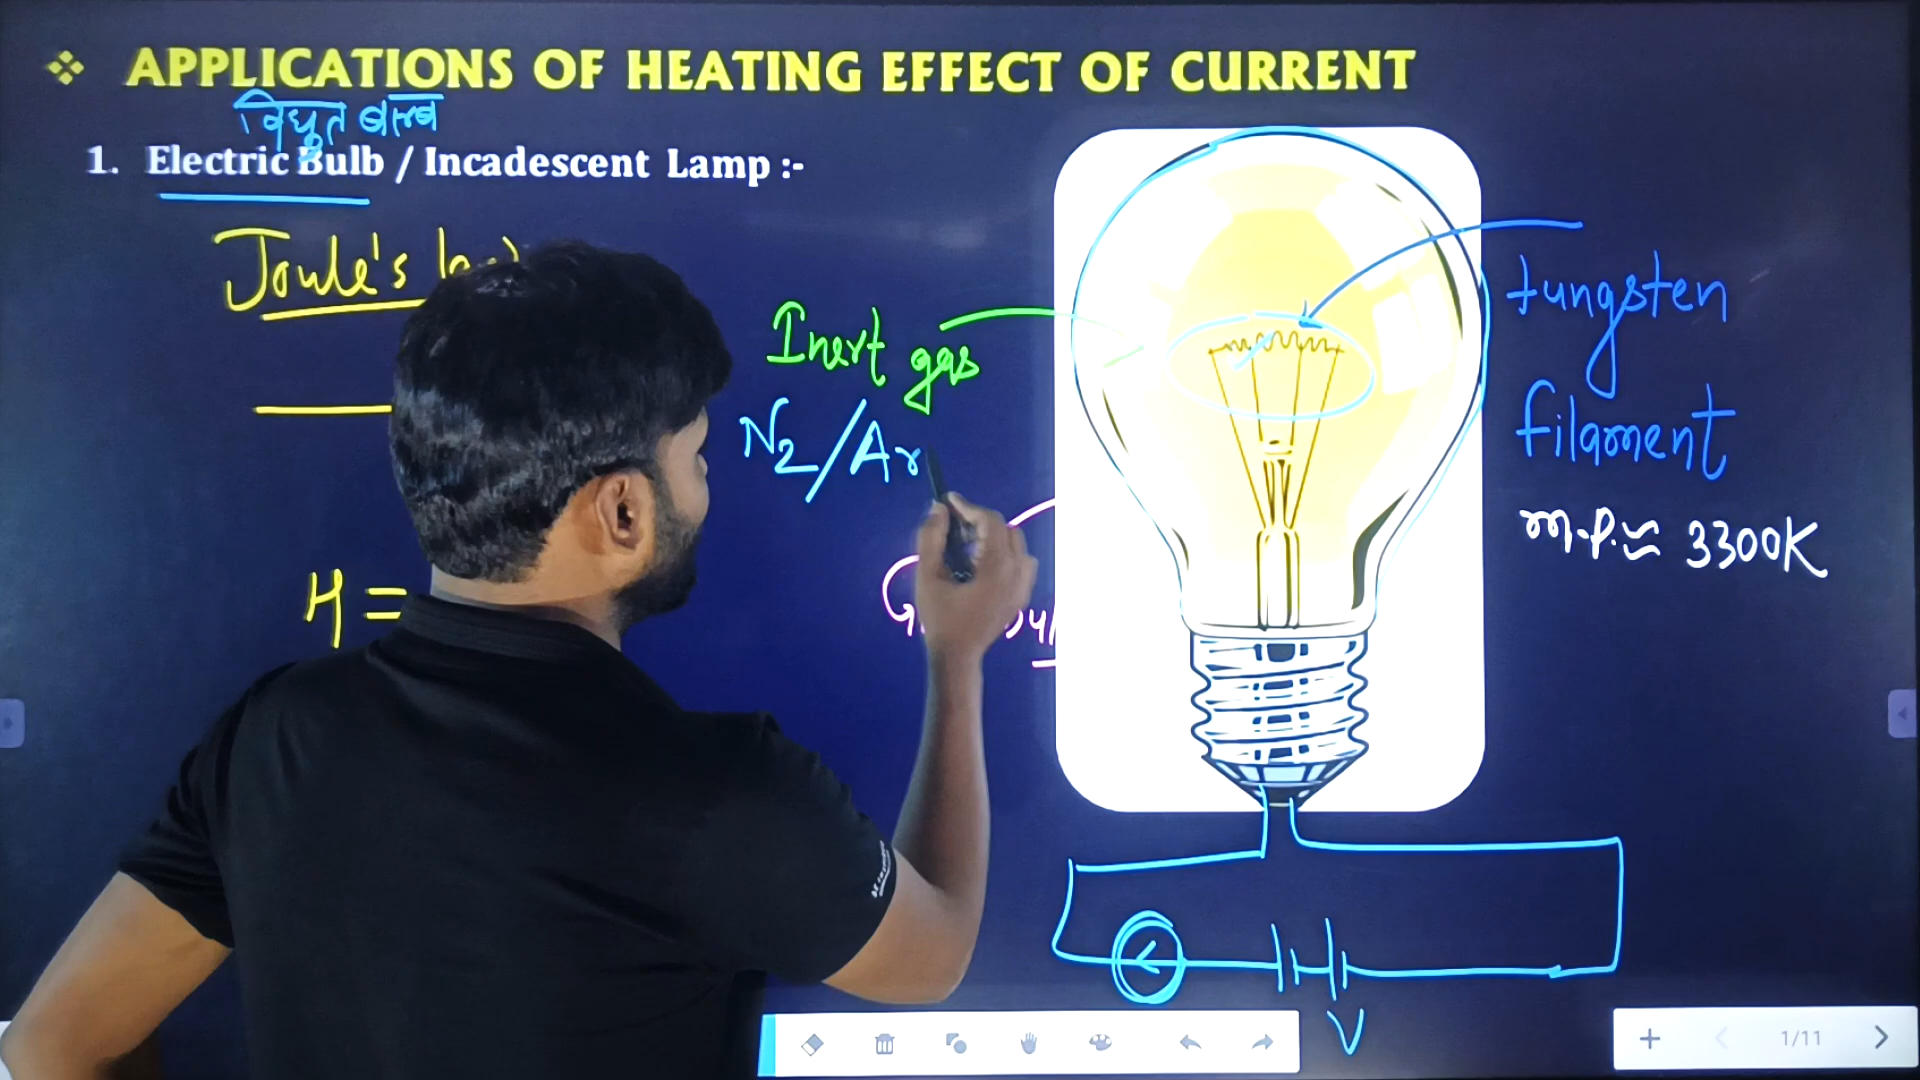 APPLICATIONS OF HEATING EFFECT OF CURRENT
विद्युत बल्ब
1. Electric Bulb / Incadescent Lamp :-
Joule's law
Inert gas
N2/Ar
H =
tungsten
filament
m.p. ≈ 3300K
V
1/11